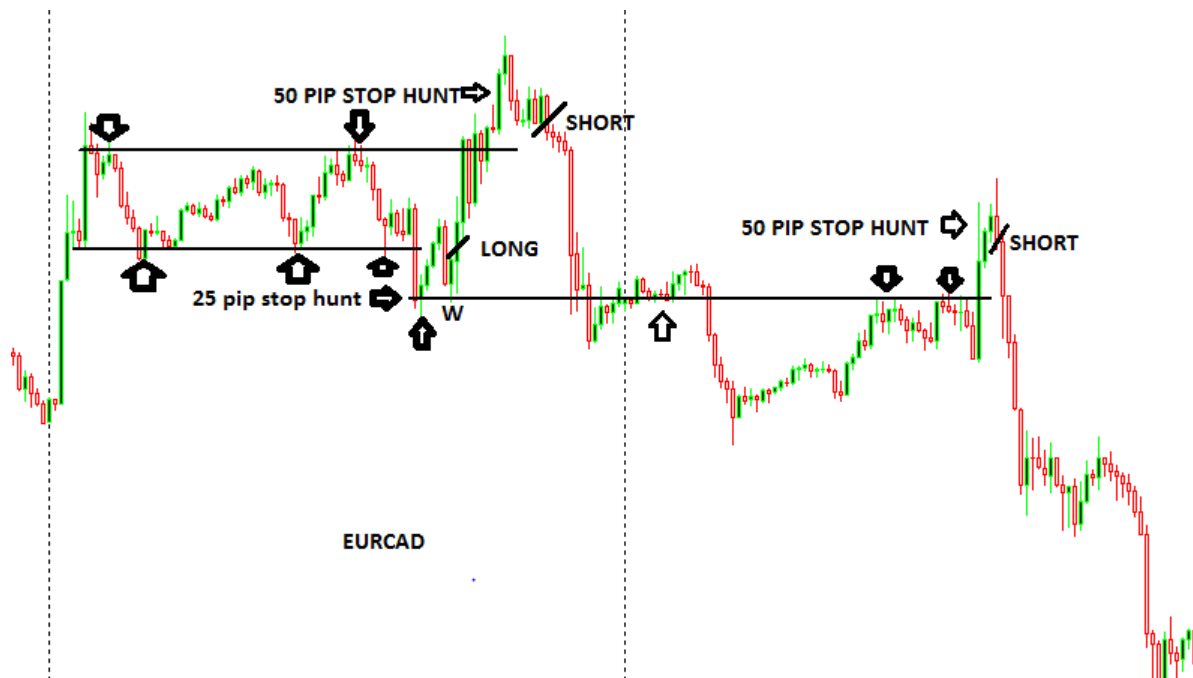 50 PIP STOP HUNT
SHORT
LONG
25 pip stop hunt
W
50 PIP STOP HUNT
SHORT
EURCAD